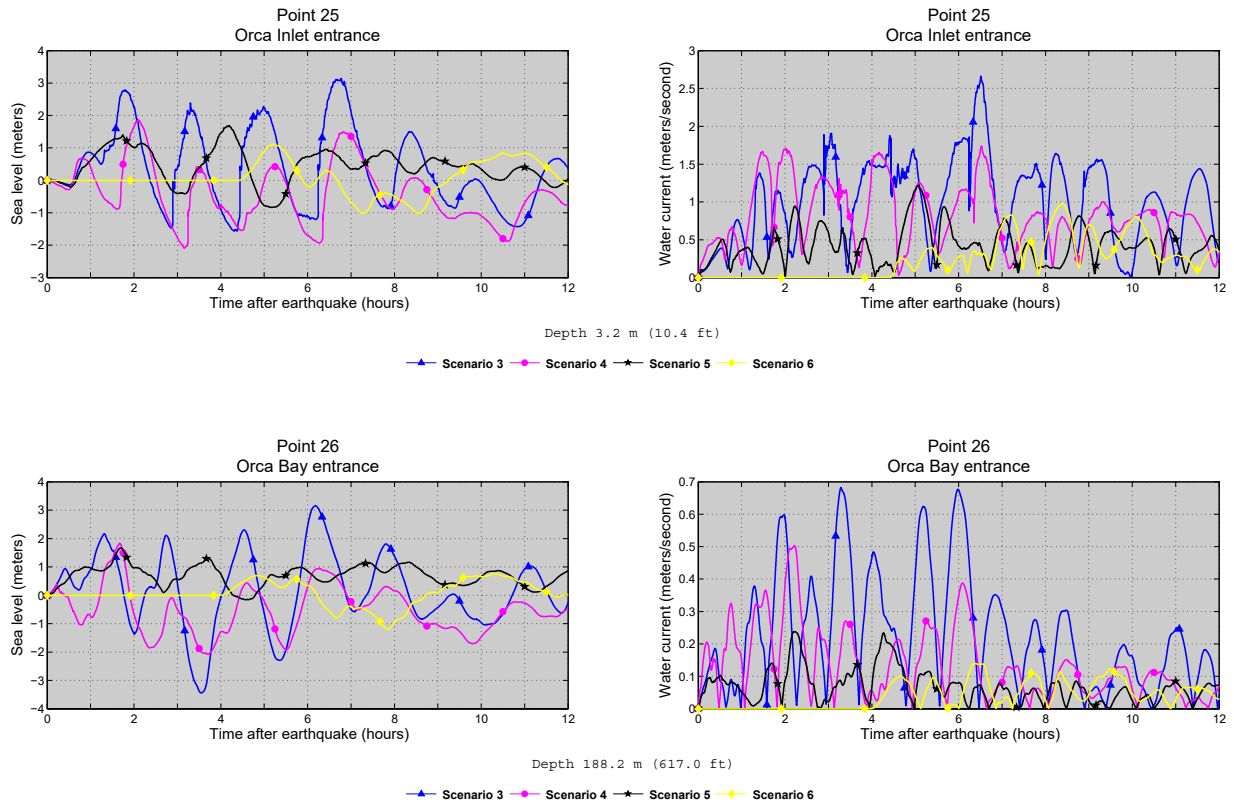 Point 25
Orca Inlet entrance
Sea level (meters)
4
3
2
1
0
−1
−2
−3
0 2 4 6 8 10 12
Time after earthquake (hours)
Point 25
Orca Inlet entrance
Water current (meters/second)
3
2.5
2
1.5
1
0.5
0
0 2 4 6 8 10 12
Time after earthquake (hours)
Depth 3.2 m (10.4 ft)
Scenario 3 Scenario 4 Scenario 5 Scenario 6
Point 26
Orca Bay entrance
Sea level (meters)
4
3
2
1
0
−1
−2
−3
−4
0 2 4 6 8 10 12
Time after earthquake (hours)
Point 26
Orca Bay entrance
Water current (meters/second)
0.7
0.6
0.5
0.4
0.3
0.2
0.1
0
0 2 4 6 8 10 12
Time after earthquake (hours)
Depth 188.2 m (617.0 ft)
Scenario 3 Scenario 4 Scenario 5 Scenario 6